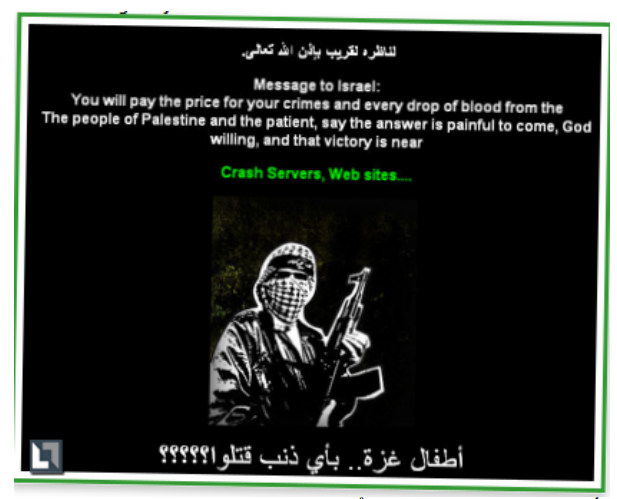 لناظره لقريب بإذن الله تعالى.
Message to Israel:
You will pay the price for your crimes and every drop of blood from the
The people of Palestine and the patient, say the answer is painful to come, God
willing, and that victory is near
Crash Servers, Web sites....
أطفال غزة.. بأي ذنب قتلوا؟؟؟؟؟